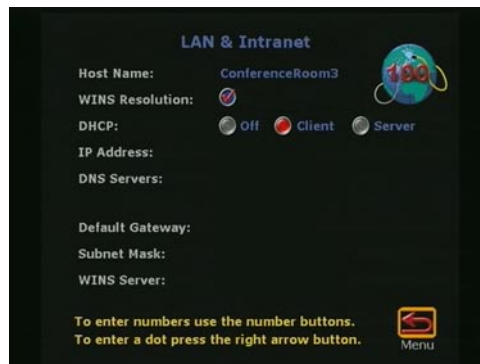 LAN & Intranet
Host Name: ConferenceRoom3
WINS Resolution:
DHCP: Off Client Server
IP Address:
DNS Servers:
Default Gateway:
Subnet Mask:
WINS Server:
To enter numbers use the number buttons.
To enter a dot press the right arrow button.
Menu
100